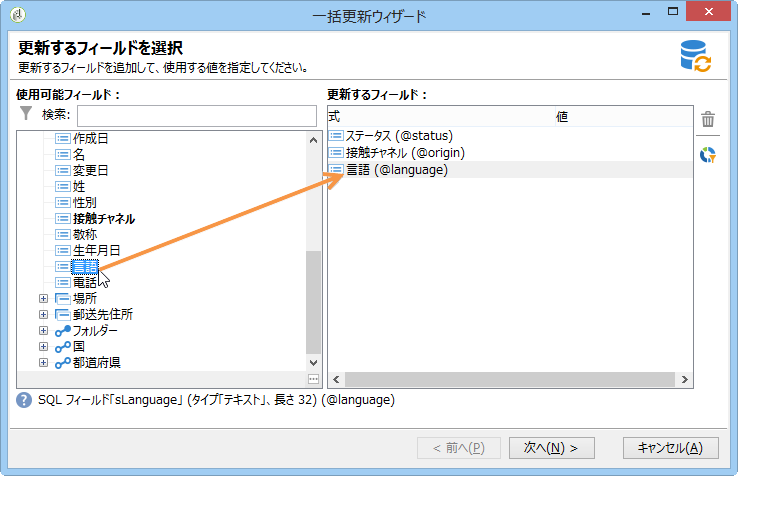 一括更新ウィザード
更新するフィールドを選択
更新するフィールドを追加して、使用する値を指定してください。
使用可能フィールド：
検索:
作成日
名
変更日
姓
性別
接触チャネル
敬称
生年月日
言語
電話
場所
郵送先住所
フォルダー
国
都道府県
更新するフィールド：
式 値
ステータス (@status)
接触チャネル (@origin)
言語 (@language)
SQL フィールド「sLanguage」 (タイプ「テキスト」、長さ 32) (@language)
< 前へ(P) 次へ(N) > キャンセル(A)